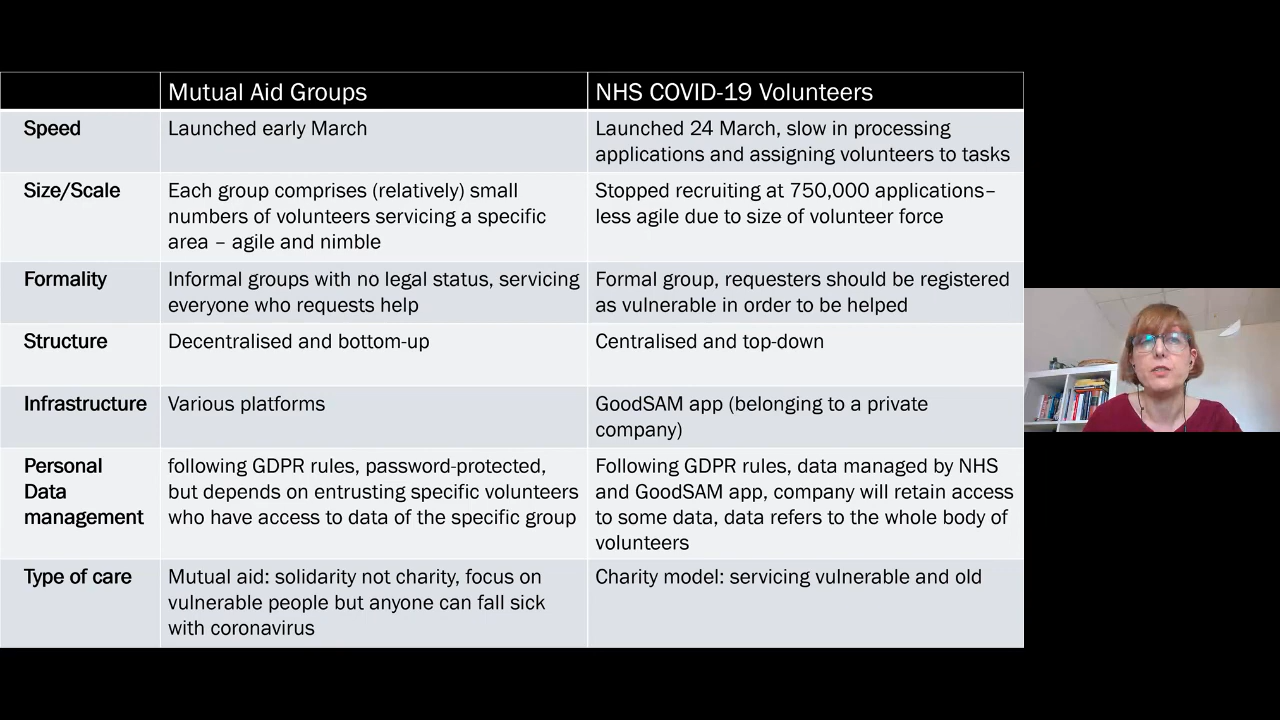 Mutual Aid Groups
NHS COVID-19 Volunteers
Speed
Launched early March
Launched 24 March, slow in processing
applications and assigning volunteers to tasks
Size/Scale
Each group comprises (relatively) small
numbers of volunteers servicing a specific
area – agile and nimble
Stopped recruiting at 750,000 applications–
less agile due to size of volunteer force
Formality
Informal groups with no legal status, servicing
everyone who requests help
Formal group, requesters should be registered
as vulnerable in order to be helped
Structure
Decentralised and bottom-up
Centralised and top-down
Infrastructure
Various platforms
GoodSAM app (belonging to a private
company)
Personal
Data
management
following GDPR rules, password-protected,
but depends on entrusting specific volunteers
who have access to data of the specific group
Following GDPR rules, data managed by NHS
and GoodSAM app, company will retain access
to some data, data refers to the whole body of
volunteers
Type of care
Mutual aid: solidarity not charity, focus on
vulnerable people but anyone can fall sick
with coronavirus
Charity model: servicing vulnerable and old